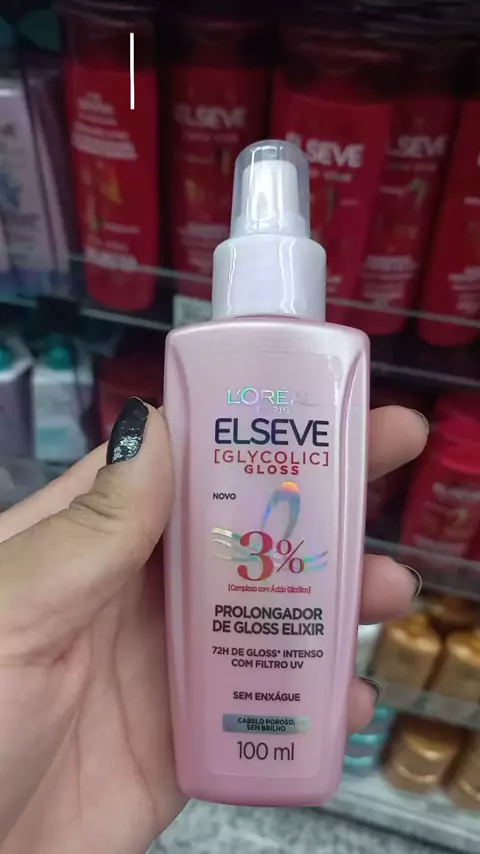 ELSEVE
ELSEVE
L'ORÉAL
PARIS
ELSEVE
[GLYCOLIC]
GLOSS
NOVO
3%
[Complexo com Ácido Glicólico]
PROLONGADOR
DE GLOSS ELIXIR
72H DE GLOSS* INTENSO
COM FILTRO UV
SEM ENXÁGUE
CABELO POROSO,
SEM BRILHO
100 ml